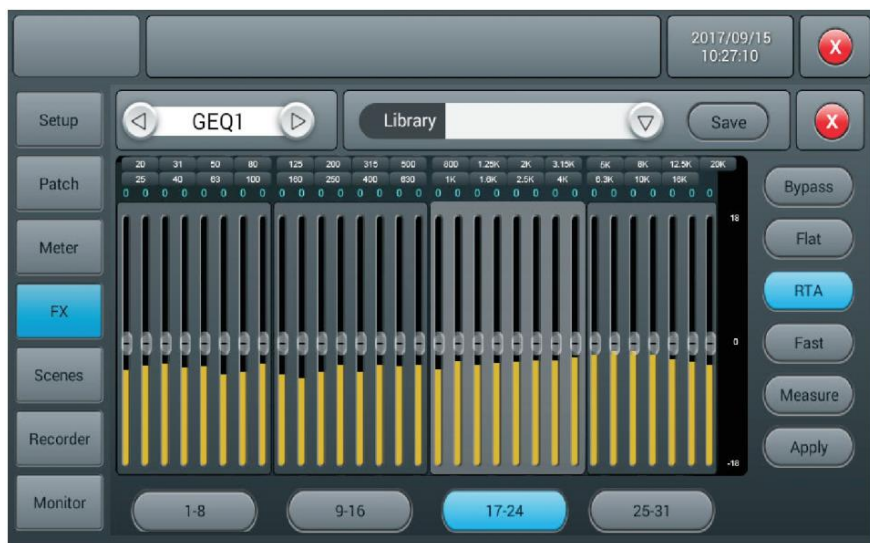 2017/09/15
10:27:10
X
Setup
GEQ1
Library
Save
X
20 31 50 80 125 200 315 500 800 1.25K 2K 3.15K 5K 8K 12.5K 20K
25 40 63 100 160 250 400 630 1K 1.6K 2.5K 4K 6.3K 10K 16K
0 0 0 0 0 0 0 0 0 0 0 0 0 0 0 0 0 0 0 0 0 0 0 0 0 0 0 0 0 0 0
Patch
Bypass
18
Meter
Flat
FX
RTA
0
Fast
Scenes
Measure
Recorder
Apply
-18
Monitor
1-8
9-16
17-24
25-31